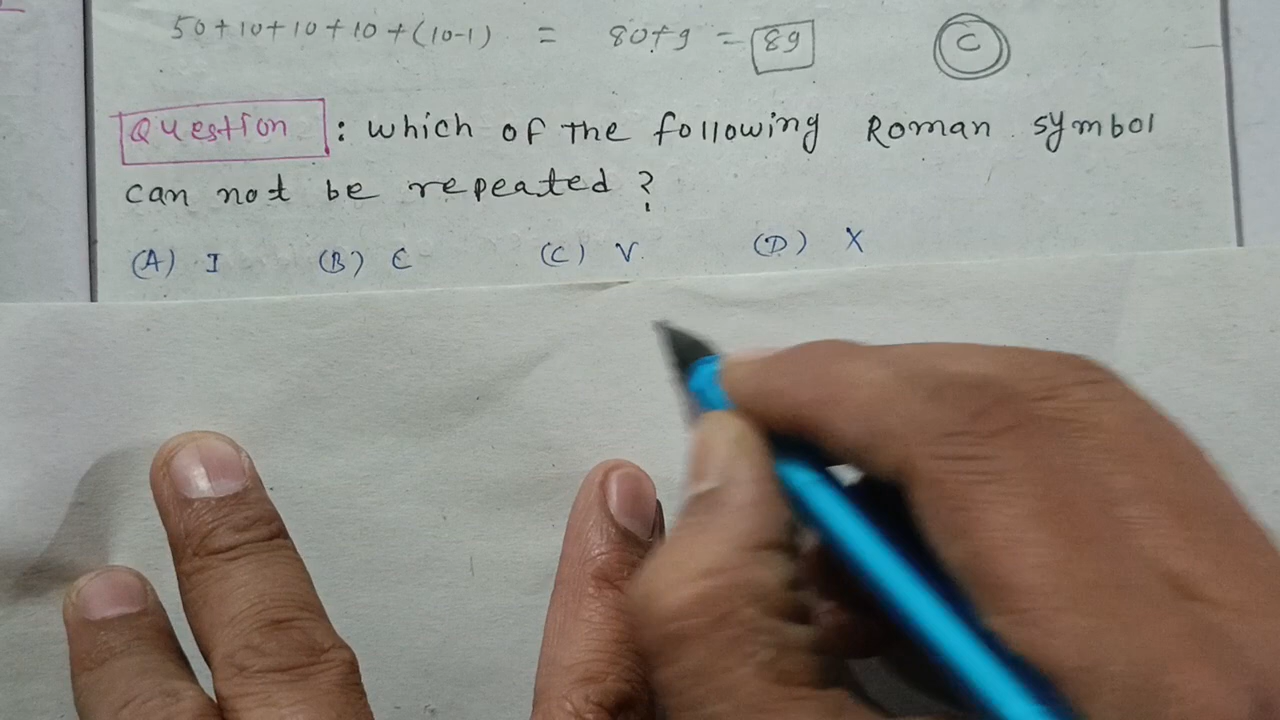 50+10+10+10+(10-1) = 80+9 = 89 C
Question : which of the following Roman symbol
can not be repeated ?
(A) I (B) C (C) V (D) X